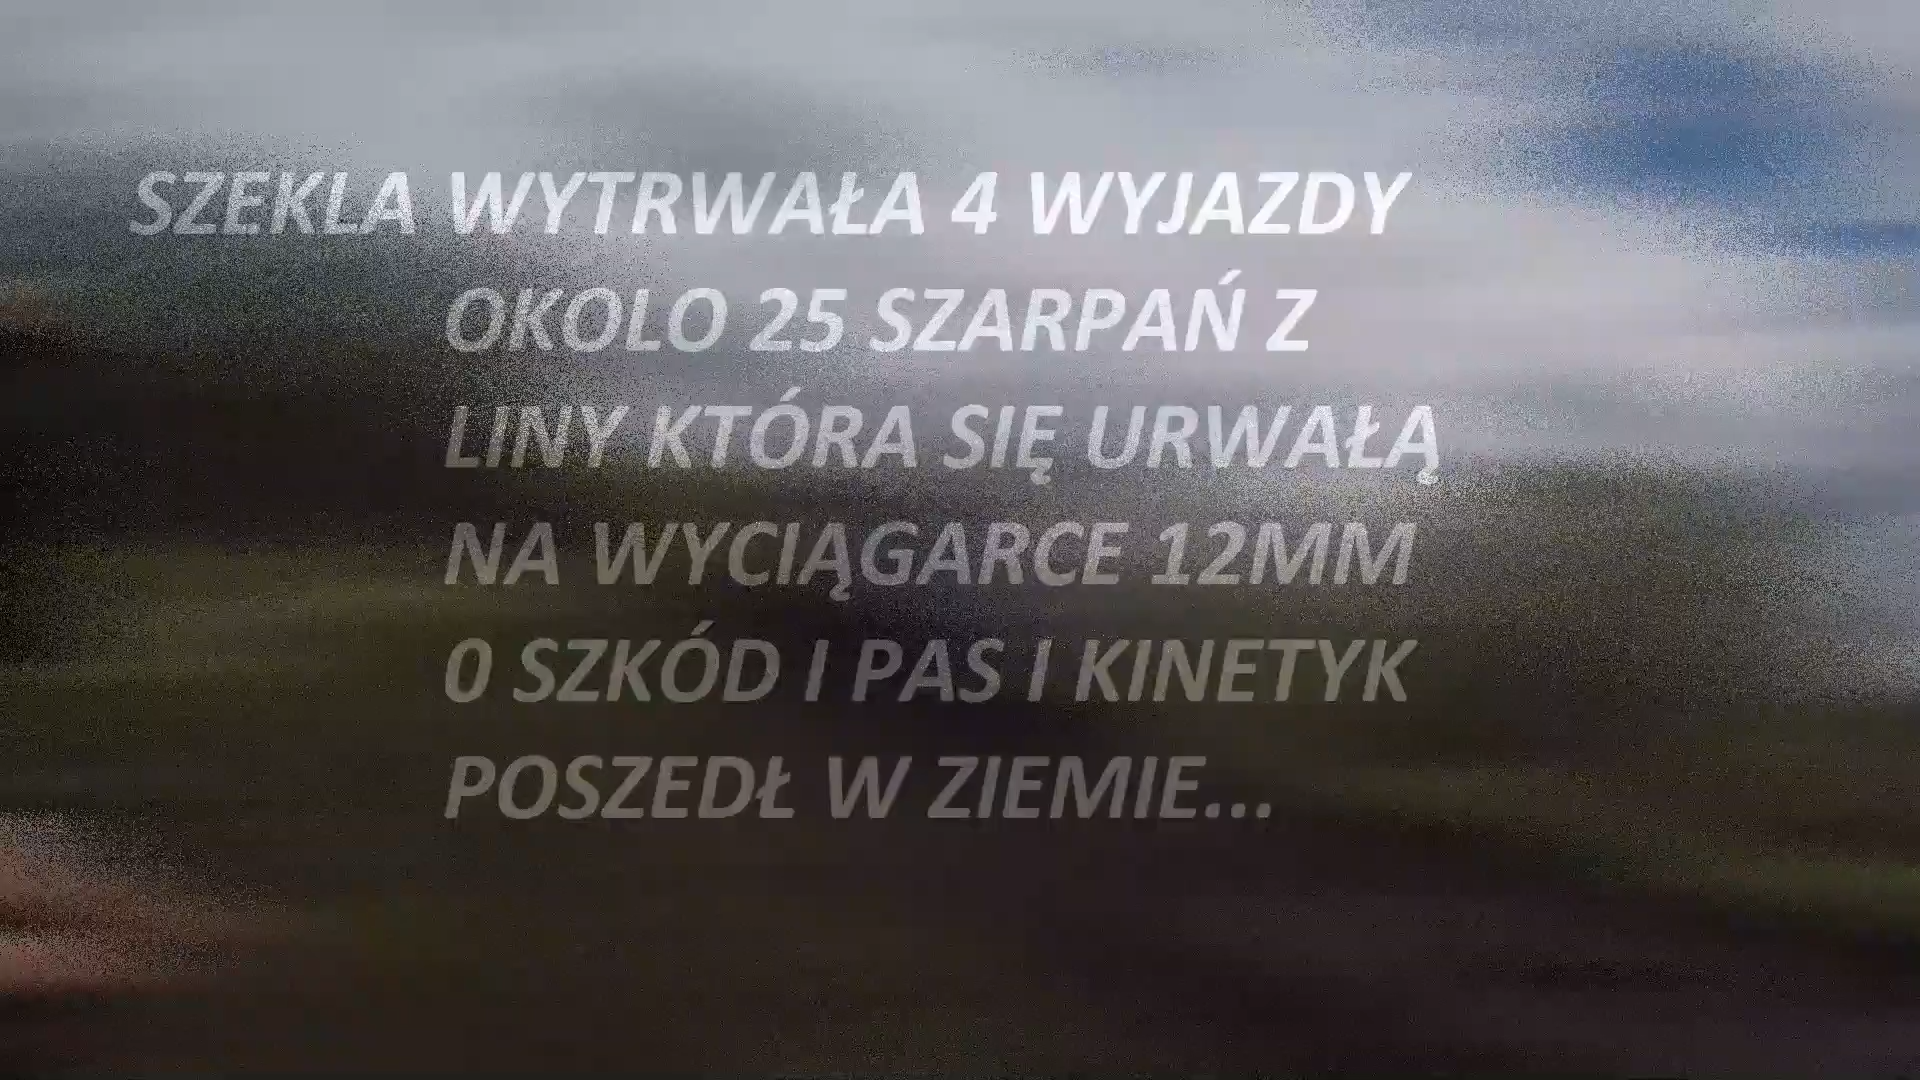 SZEKLA WYTRWAŁA 4 WYJAZDY
OKOLO 25 SZARPAŃ Z
LINY KTÓRA SIĘ URWAŁĄ
NA WYCIĄGARCE 12MM
0 SZKÓD I PAS I KINETYK
POSZEDŁ W ZIEMIE...